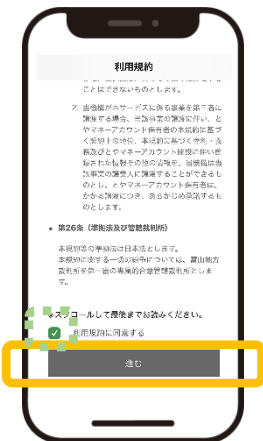 利用規約
ことはできないものとします。
2. 当機構が本サービスに係る事業を第三者に
譲渡する場合、当該事業の譲渡に伴い、と
やマネーアカウント保有者の本規約に基づ
く契約上の地位、本規約に基づく権利・義
務及びとやマネーアカウント開設に伴い登
録された情報その他の情報を、当機構は当
該事業の譲受人に譲渡することができるも
のとし、とやマネーアカウント保有者は、
かかる譲渡につき、あらかじめ承諾するも
のとします。
• 第26条（準拠法及び管轄裁判所）
本規約等の準拠法は日本法とします。
本規約に関する一切の紛争については、富山地方
裁判所を第一審の専属的合意管轄裁判所としま
す。
※スクロールして最後までお読みください。
利用規約に同意する
進む